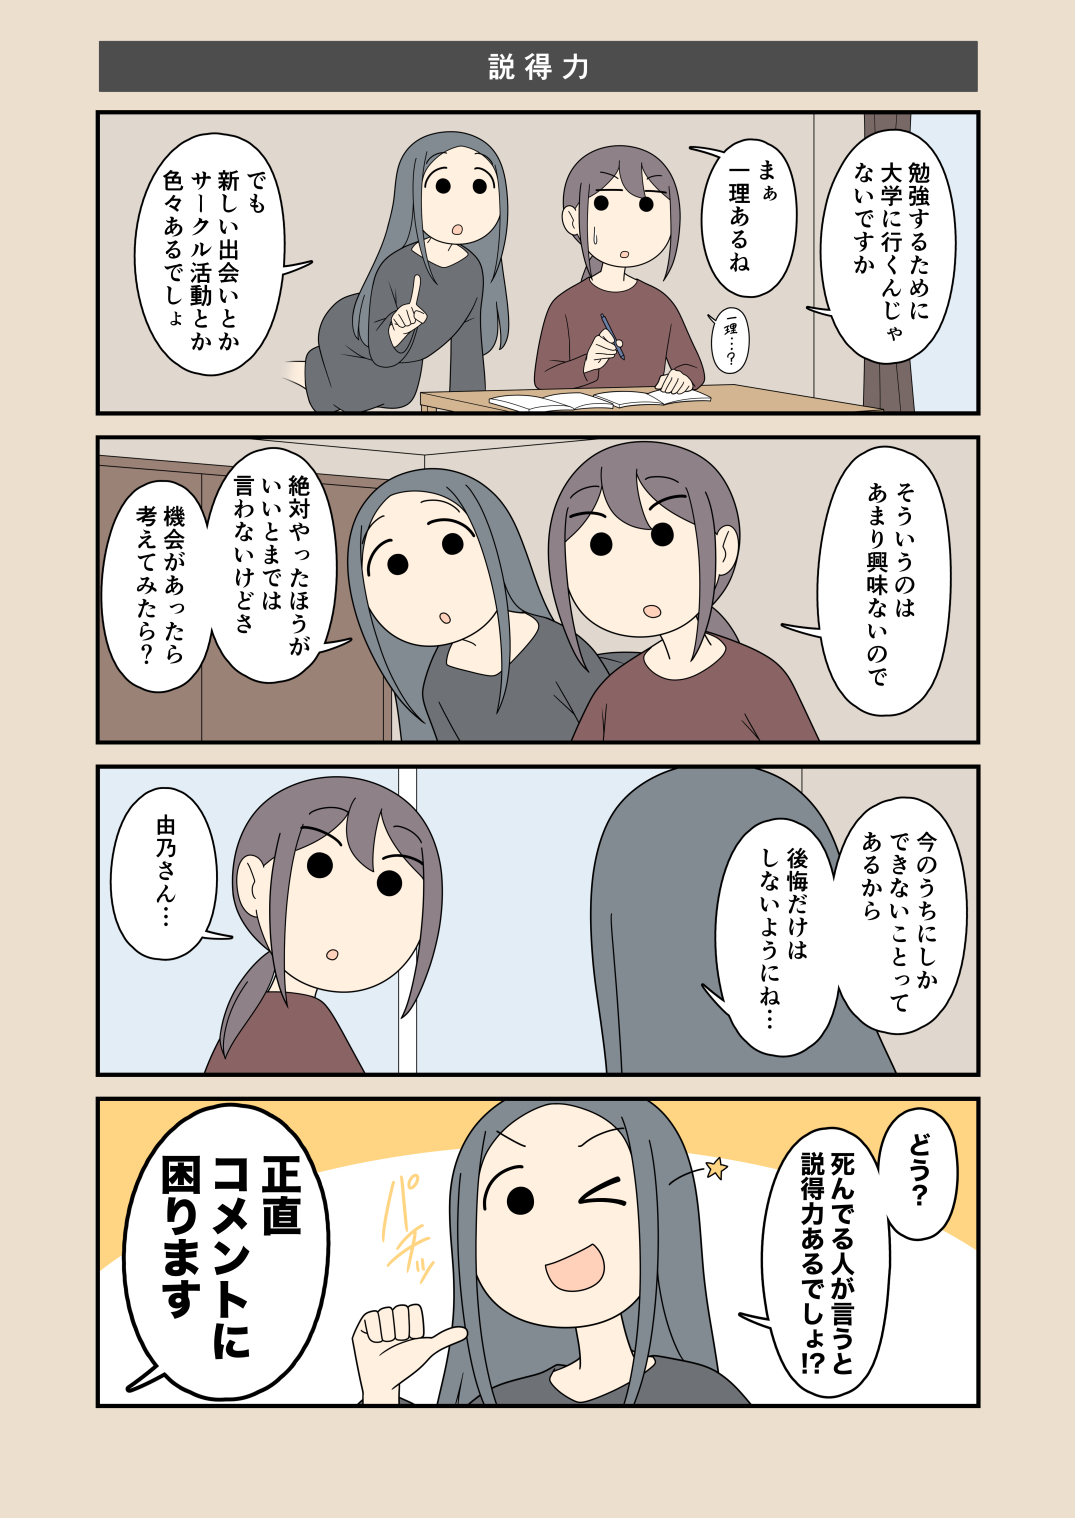 説得力
勉強するために
大学に行くんじゃ
ないですか
まぁ
一理あるね
一理…?
でも
新しい出会いとか
サークル活動とか
色々あるでしょ
そういうのは
あまり興味ないので
絶対やったほうが
いいとまでは
言わないけどさ
機会があったら
考えてみたら?
今のうちにしか
できないことって
あるから
後悔だけは
しないようにね…
由乃さん…
どう?
死んでる人が言うと
説得力あるでしょ!?
パチッ
正直
コメントに
困ります